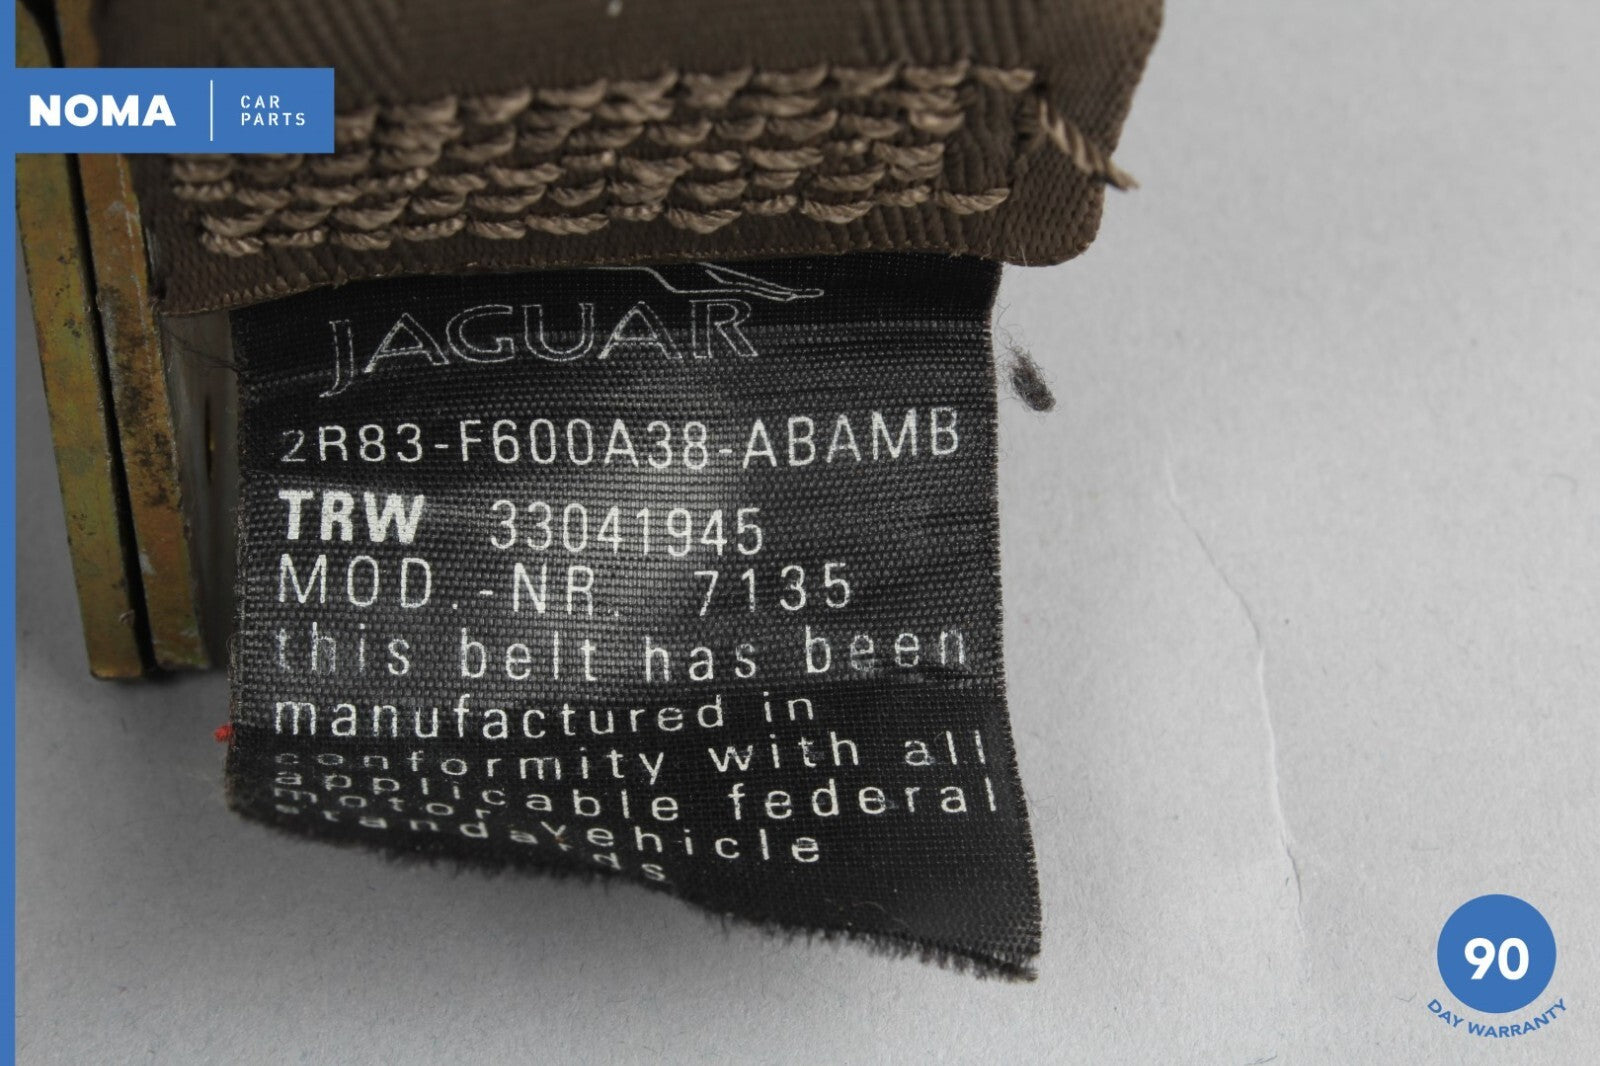 NOMA CAR PARTS
JAGUAR
2R83-F600A38-ABAMB
TRW 33041945
MOD.-NR. 7135
this belt has been
manufactured in
conformity with all
applicable federal
motor vehicle
standards
90
DAY WARRANTY